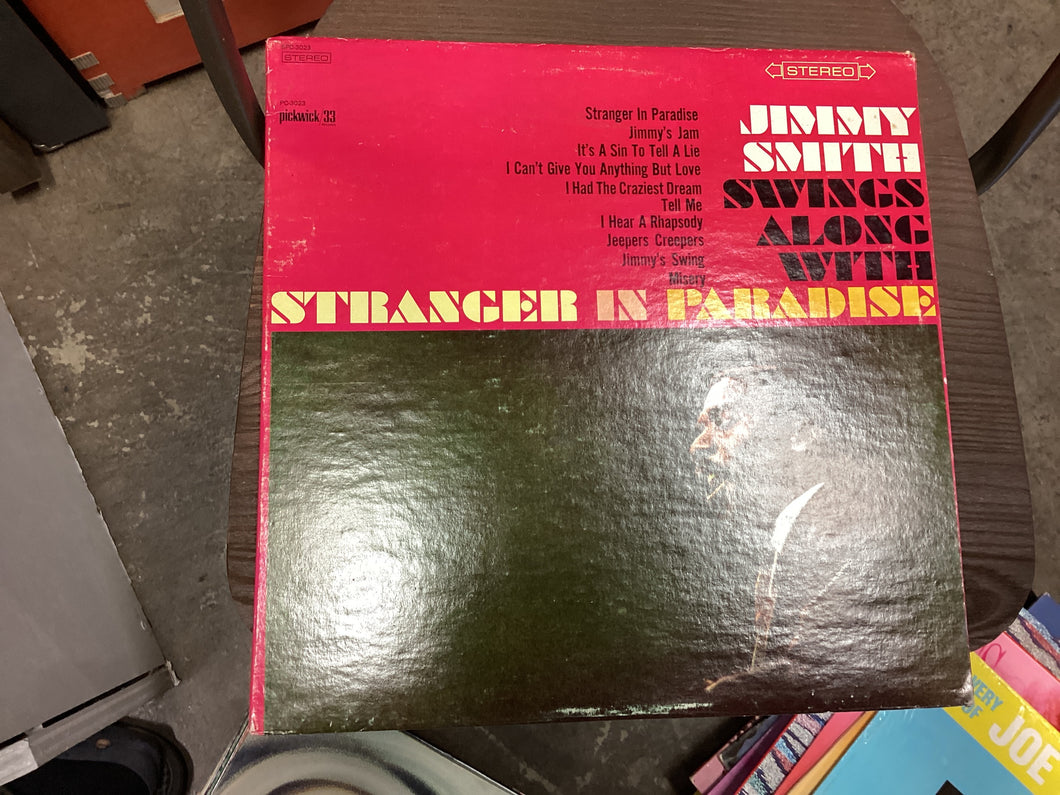 SPC-3023
STEREO
PC-3023
pickwick/33
STEREO
Stranger In Paradise
Jimmy's Jam
It's A Sin To Tell A Lie
I Can't Give You Anything But Love
I Had The Craziest Dream
Tell Me
I Hear A Rhapsody
Jeepers Creepers
Jimmy's Swing
Misery
JIMMY
SMITH
SWINGS
ALONG
WITH
STRANGER IN PARADISE
OF
JOE